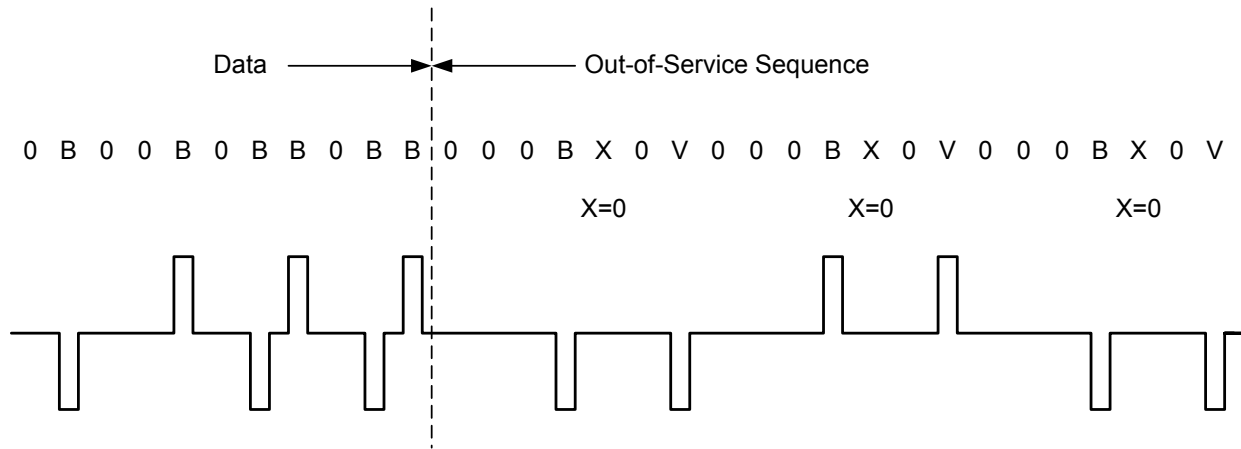 Data Out-of-Service Sequence
0 B 0 0 B 0 B B 0 B B 0 0 0 B X 0 V 0 0 0 B X 0 V 0 0 0 B X 0 V
X=0 X=0 X=0